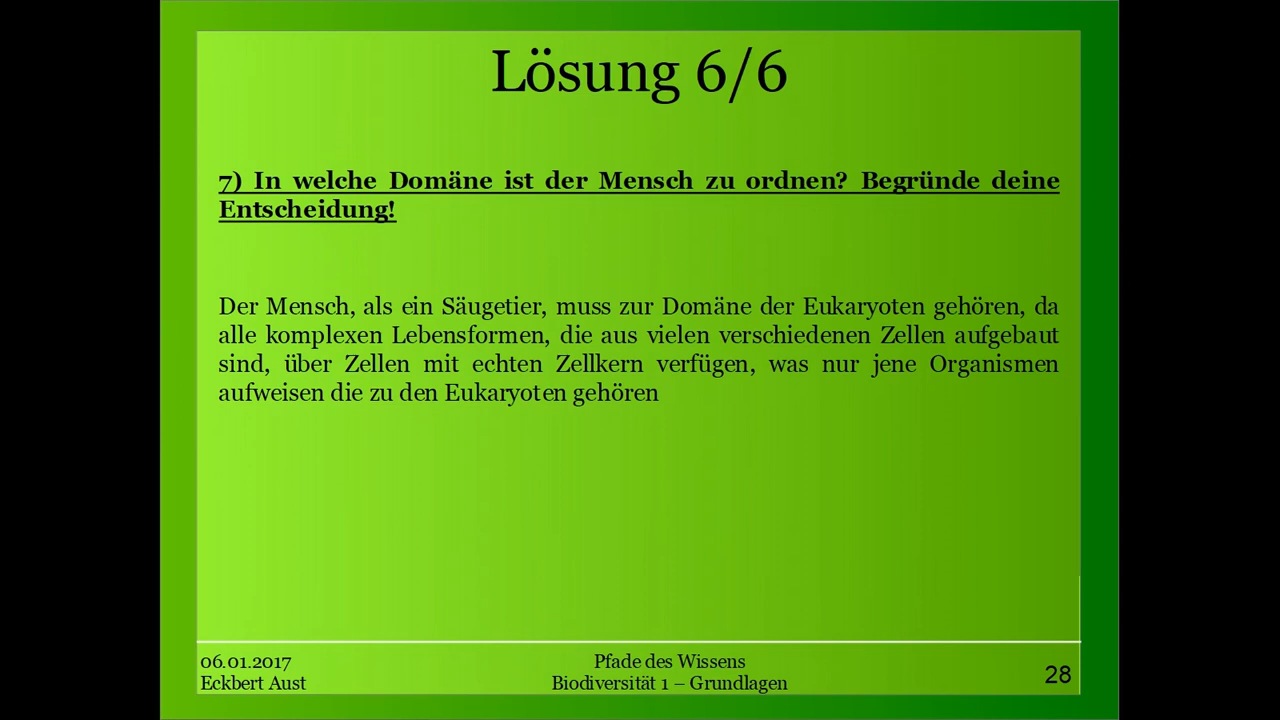 Lösung 6/6
7) In welche Domäne ist der Mensch zu ordnen? Begründe deine
Entscheidung!
Der Mensch, als ein Säugetier, muss zur Domäne der Eukaryoten gehören, da
alle komplexen Lebensformen, die aus vielen verschiedenen Zellen aufgebaut
sind, über Zellen mit echten Zellkern verfügen, was nur jene Organismen
aufweisen die zu den Eukaryoten gehören
06.01.2017
Eckbert Aust
Pfade des Wissens
Biodiversität 1 – Grundlagen
28